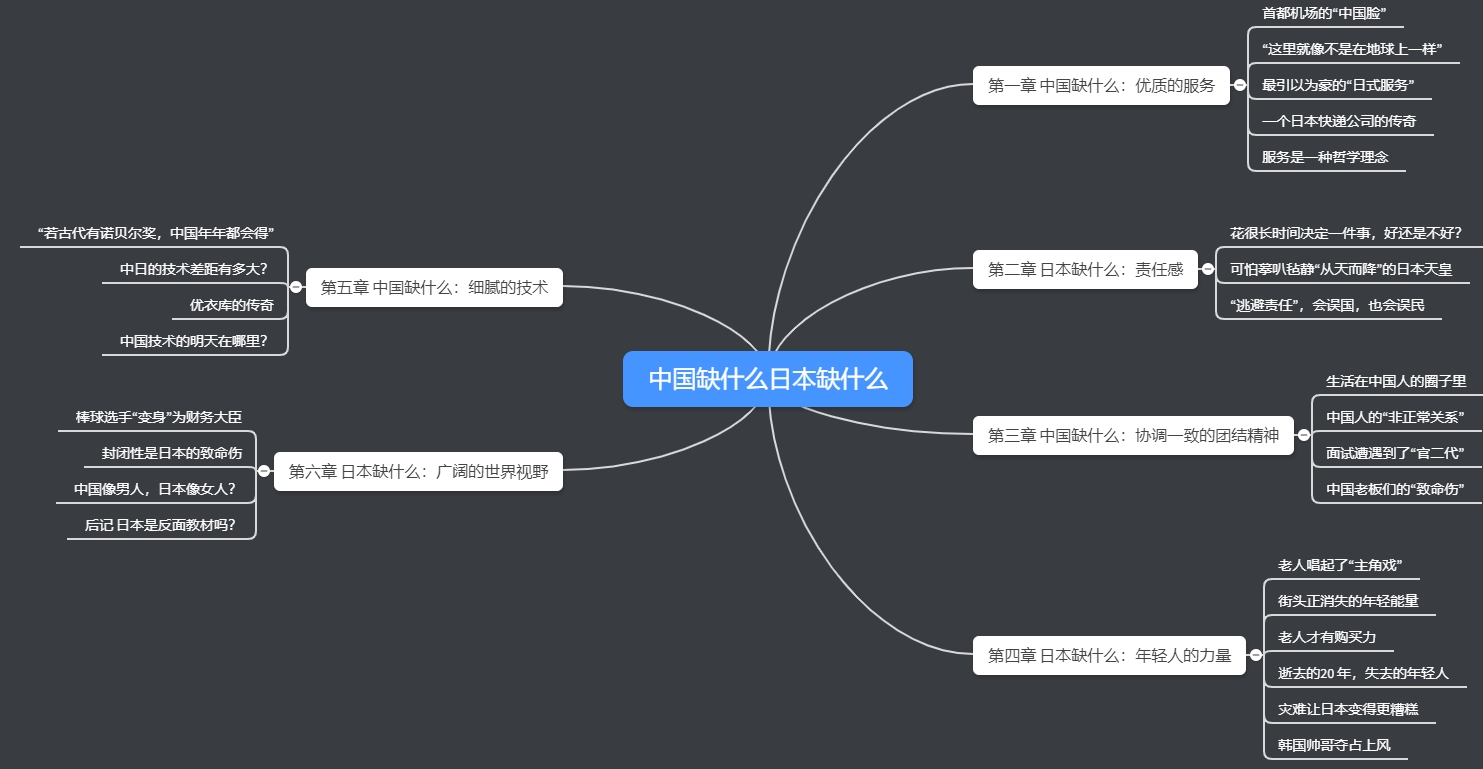 中国缺什么日本缺什么
第一章 中国缺什么：优质的服务
首都机场的“中国脸”
“这里就像不是在地球上一样”
最引以为豪的“日式服务”
一个日本快递公司的传奇
服务是一种哲学理念
第二章 日本缺什么：责任感
花很长时间决定一件事，好还是不好？
可怕摹叭毡静“从天而降”的日本天皇
“逃避责任”，会误国，也会误民
第三章 中国缺什么：协调一致的团结精神
生活在中国人的圈子里
中国人的“非正常关系”
面试遭遇到了“官二代”
中国老板们的“致命伤”
第四章 日本缺什么：年轻人的力量
老人唱起了“主角戏”
街头正消失的年轻能量
老人才有购买力
逝去的20 年，失去的年轻人
灾难让日本变得更糟糕
韩国帅哥夺占上风
第五章 中国缺什么：细腻的技术
“若古代有诺贝尔奖，中国年年都会得”
中日的技术差距有多大？
优衣库的传奇
中国技术的明天在哪里？
第六章 日本缺什么：广阔的世界视野
棒球选手“变身”为财务大臣
封闭性是日本的致命伤
中国像男人，日本像女人？
后记 日本是反面教材吗？